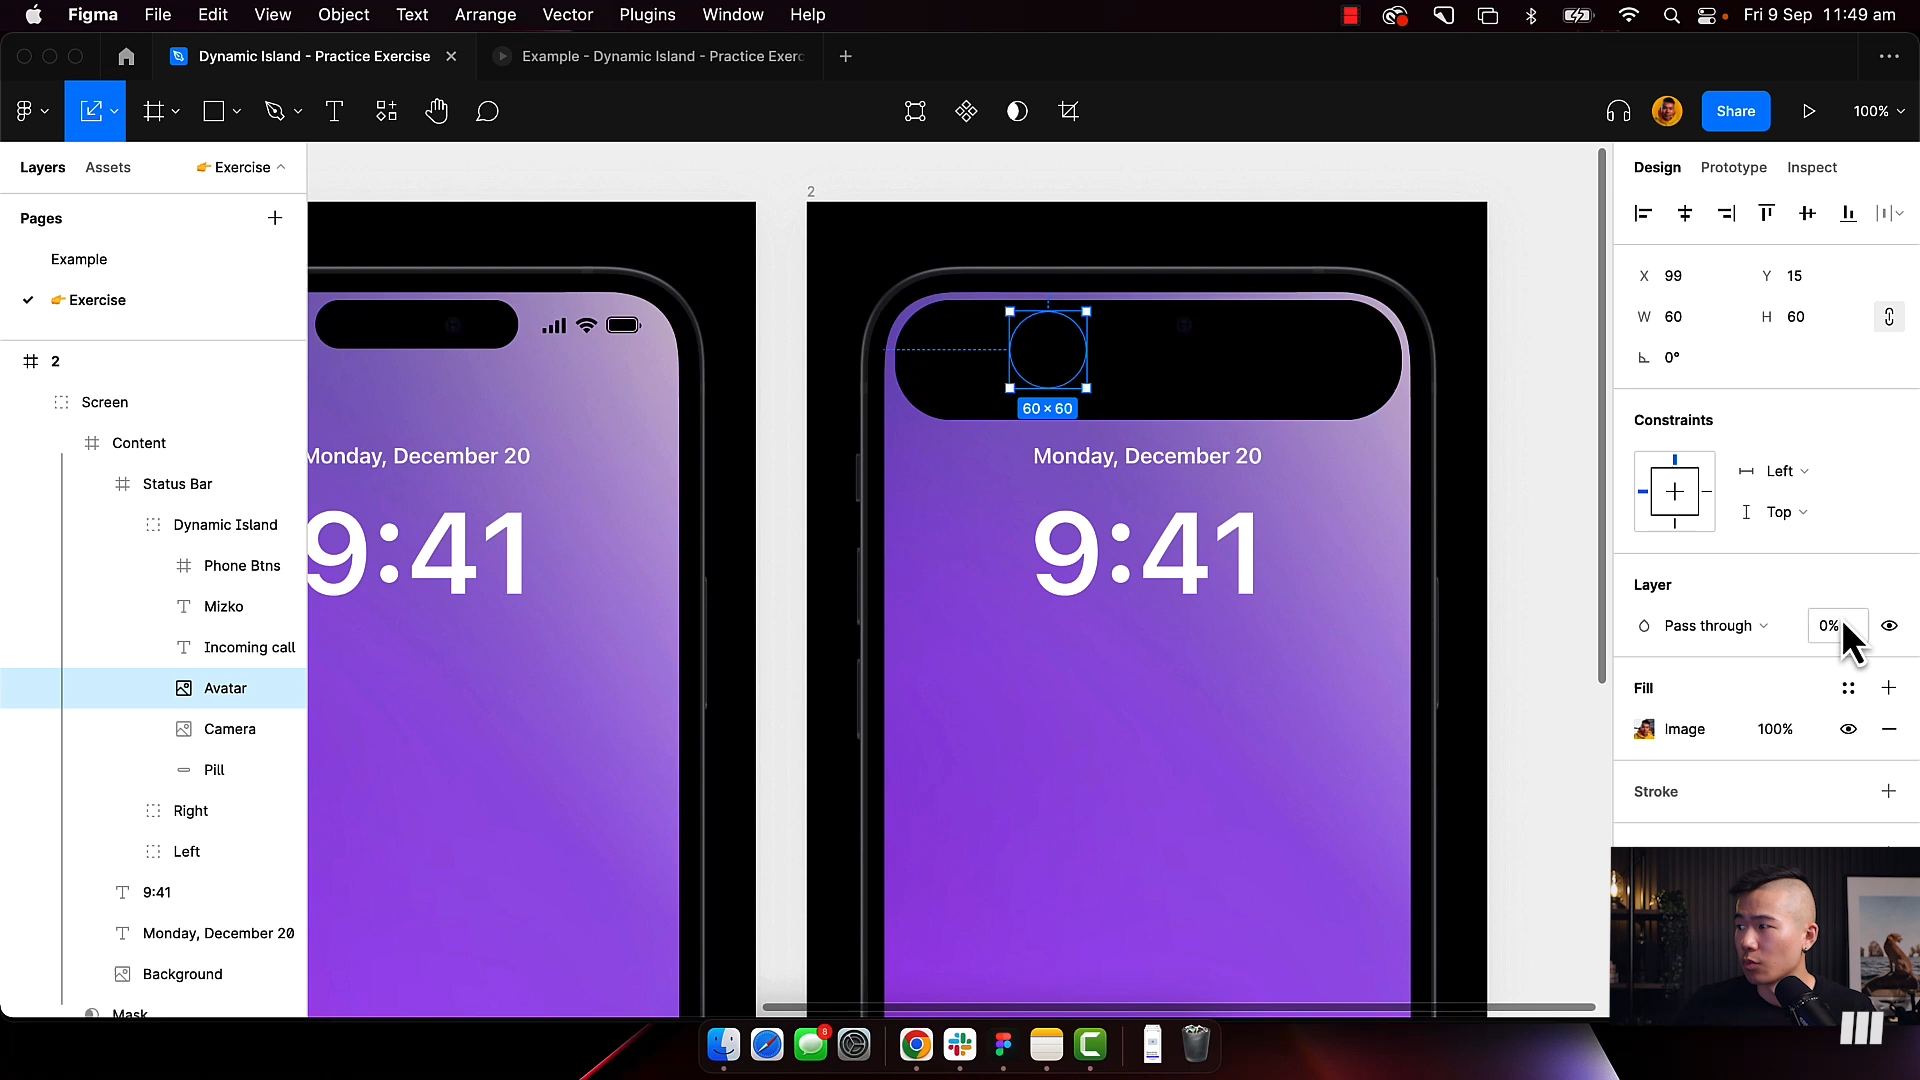 Figma File Edit View Object Text Arrange Vector Plugins Window Help Fri 9 Sep 11:49 am
Dynamic Island - Practice Exercise Example - Dynamic Island - Practice Exerc
Share 100%
Layers Assets 👉 Exercise
Pages
Example
👉 Exercise
2
Screen
Content
Status Bar
Dynamic Island
Phone Btns
Mizko
Incoming call
Avatar
Camera
Pill
Right
Left
9:41
Monday, December 20
Background
Mask
Monday, December 20
9:41
2
60 × 60
Monday, December 20
9:41
Design Prototype Inspect
X 99 Y 15
W 60 H 60
0°
Constraints
Left
Top
Layer
Pass through 0%
Fill
Image 100%
Stroke
8